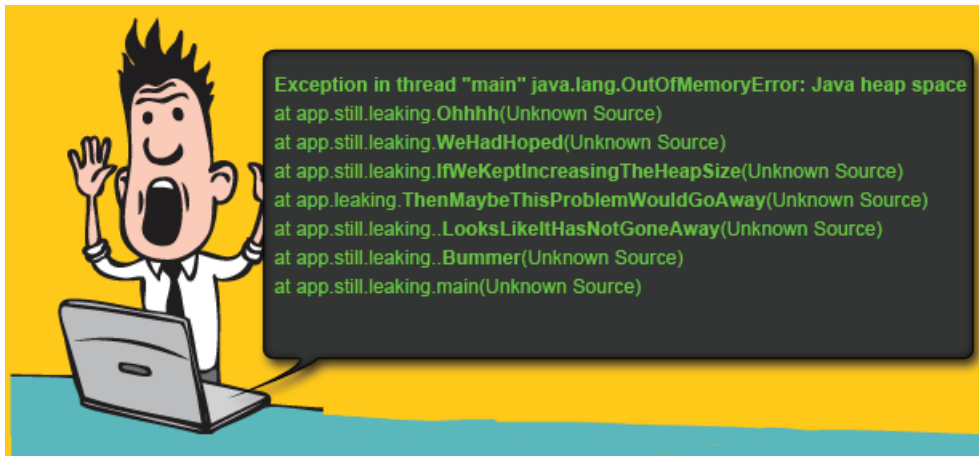 Exception in thread "main" java.lang.OutOfMemoryError: Java heap space
at app.still.leaking.Ohhhh(Unknown Source)
at app.still.leaking.WeHadHoped(Unknown Source)
at app.still.leaking.IfWeKeptIncreasingTheHeapSize(Unknown Source)
at app.leaking.ThenMaybeThisProblemWouldGoAway(Unknown Source)
at app.still.leaking..LooksLikeItHasNotGoneAway(Unknown Source)
at app.still.leaking..Bummer(Unknown Source)
at app.still.leaking.main(Unknown Source)